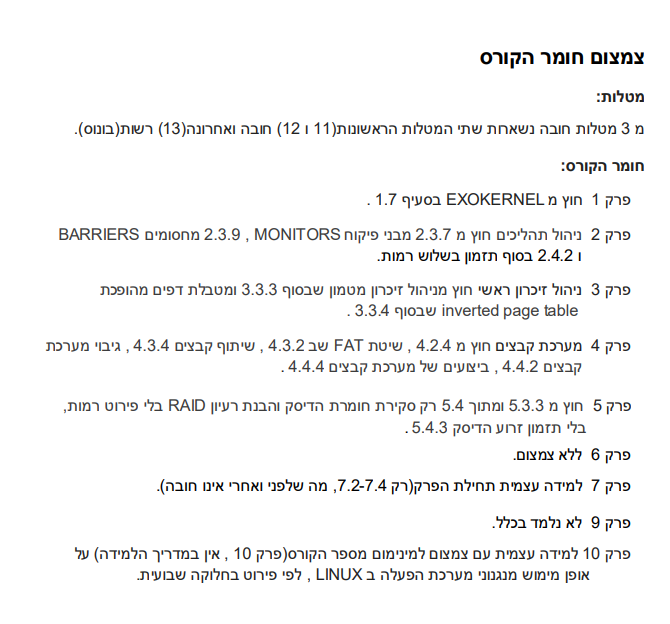 צמצום חומר הקורס
מטלות:
מ 3 מטלות חובה נשארות שתי המטלות הראשונות(11 ו 12) חובה ואחרונה(13) רשות(בונוס).
חומר הקורס:
פרק 1 חוץ מ EXOKERNEL בסעיף 1.7 .
פרק 2 ניהול תהליכים חוץ מ 2.3.7 מבני פיקוח MONITORS , 2.3.9 מחסומים BARRIERS
ו 2.4.2 בסוף תזמון בשלוש רמות.
פרק 3 ניהול זיכרון ראשי חוץ מניהול זיכרון מטמון שבסוף 3.3.3 ומטבלת דפים מהופכת
inverted page table שבסוף 3.3.4 .
פרק 4 מערכת קבצים חוץ מ 4.2.4 , שיטת FAT שב 4.3.2 , שיתוף קבצים 4.3.4 , גיבוי מערכת
קבצים 4.4.2 , ביצועים של מערכת קבצים 4.4.4 .
פרק 5 חוץ מ 5.3.3 ומתוך 5.4 רק סקירת חומרת הדיסק והבנת רעיון RAID בלי פירוט רמות,
בלי תזמון זרוע הדיסק 5.4.3 .
פרק 6 ללא צמצום.
פרק 7 למידה עצמית תחילת הפרק(רק 7.2-7.4, מה שלפני ואחרי אינו חובה).
פרק 9 לא נלמד בכלל.
פרק 10 למידה עצמית עם צמצום למינימום מספר הקורס(פרק 10 , אין במדריך הלמידה) על
אופן מימוש מנגנוני מערכת הפעלה ב LINUX , לפי פירוט בחלוקה שבועית.